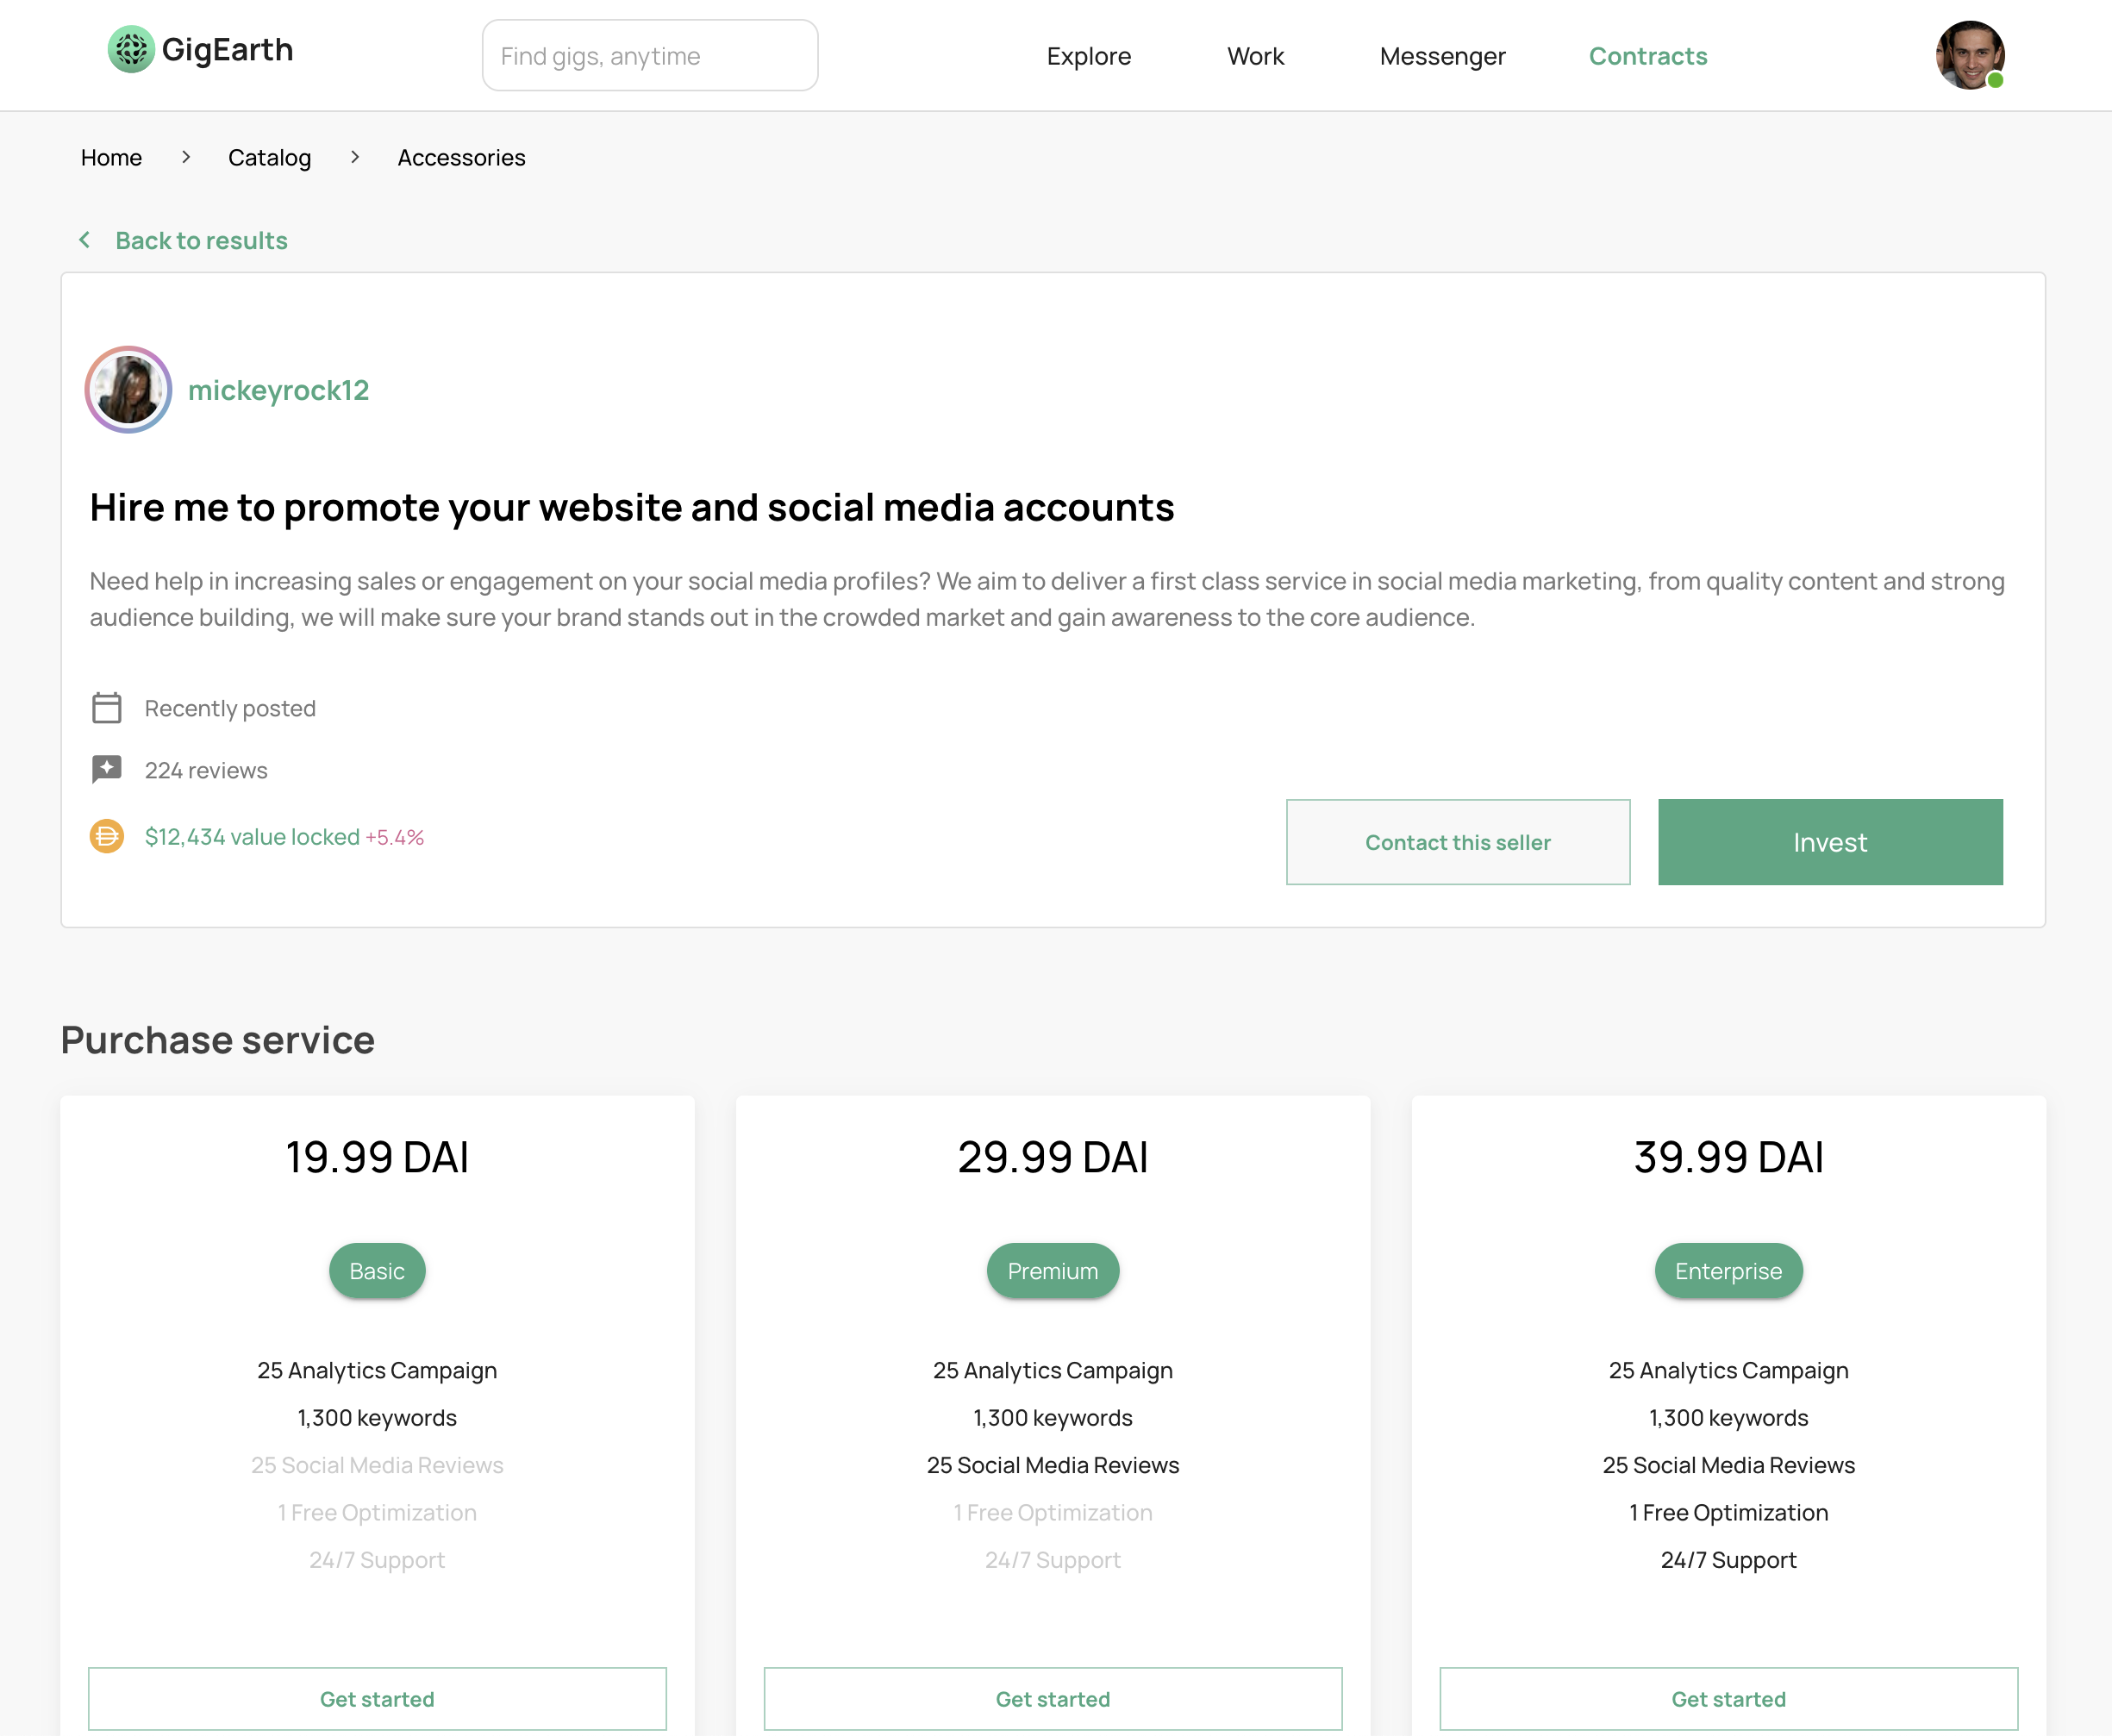 GigEarth
Find gigs, anytime
Explore
Work
Messenger
Contracts
Home
Catalog
Accessories
Back to results
mickeyrock12
Hire me to promote your website and social media accounts
Need help in increasing sales or engagement on your social media profiles? We aim to deliver a first class service in social media marketing, from quality content and strong
audience building, we will make sure your brand stands out in the crowded market and gain awareness to the core audience.
Recently posted
224 reviews
$12,434 value locked +5.4%
Contact this seller
Invest
Purchase service
19.99 DAI
Basic
25 Analytics Campaign
1,300 keywords
25 Social Media Reviews
1 Free Optimization
24/7 Support
Get started
29.99 DAI
Premium
25 Analytics Campaign
1,300 keywords
25 Social Media Reviews
1 Free Optimization
24/7 Support
Get started
39.99 DAI
Enterprise
25 Analytics Campaign
1,300 keywords
25 Social Media Reviews
1 Free Optimization
24/7 Support
Get started